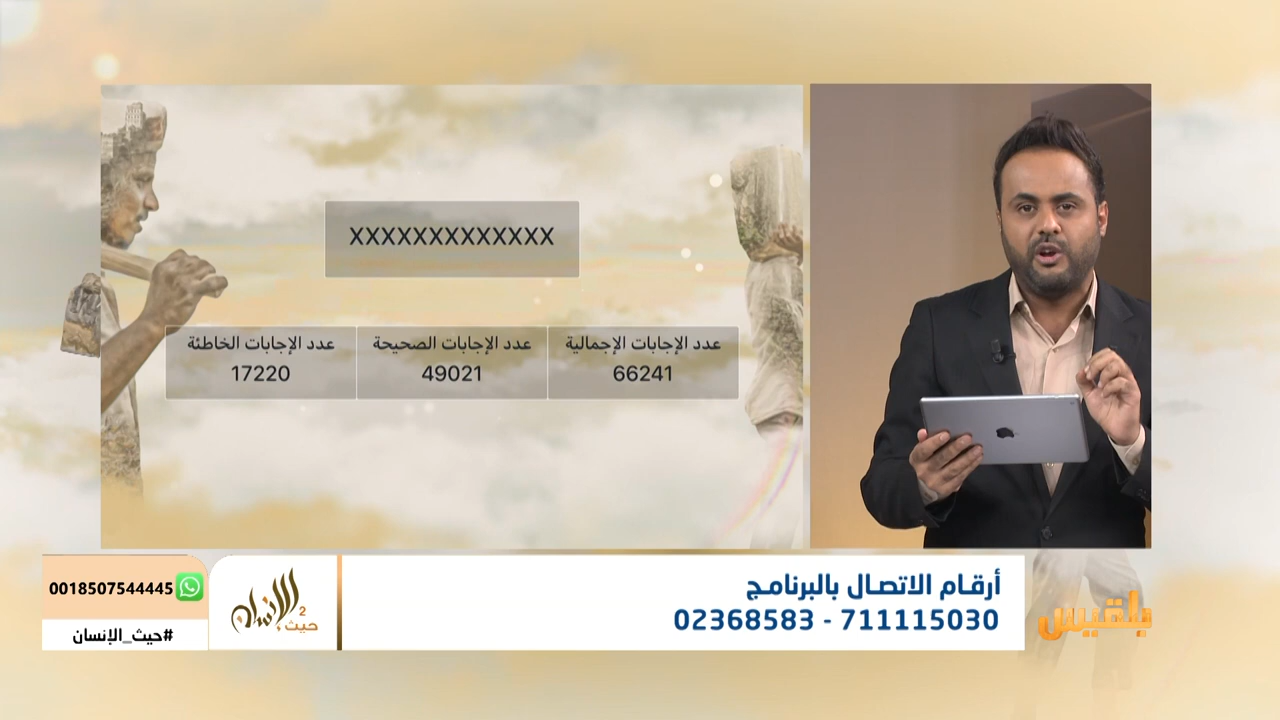 XXXXXXXXXXXXX
عدد الإجابات الإجمالية
66241
عدد الإجابات الصحيحة
49021
عدد الإجابات الخاطئة
17220
أرقام الاتصال بالبرنامج
02368583 - 711115030
بلقيس
حيث الإنسان 2
0018507544445
#حيث_الإنسان